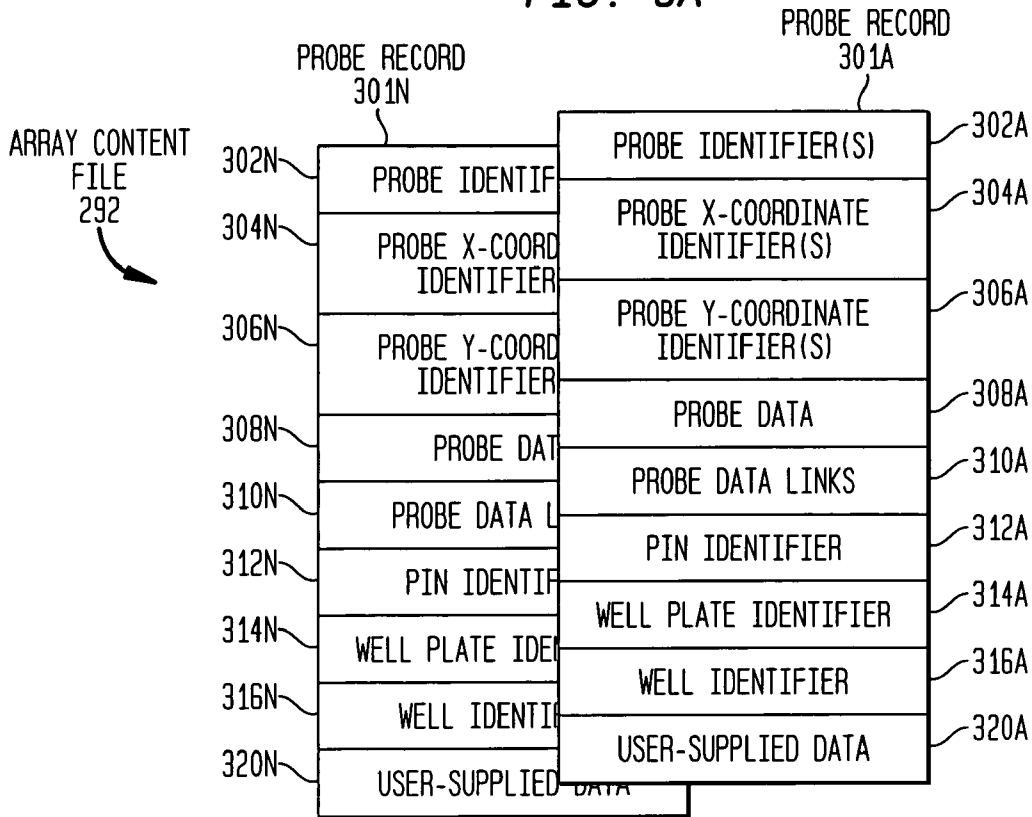 PROBE RECORD
301A
PROBE RECORD
301N
ARRAY CONTENT
FILE
292
302N
PROBE IDENTIF
304N
PROBE X-COORD
IDENTIFIER
306N
PROBE Y-COORD
IDENTIFIER
308N
PROBE DAT
310N
PROBE DATA L
312N
PIN IDENTIF
314N
WELL PLATE IDEN
316N
WELL IDENTI
320N
USER-SUPPLIED DATA
PROBE IDENTIFIER(S)
302A
PROBE X-COORDINATE
IDENTIFIER(S)
304A
PROBE Y-COORDINATE
IDENTIFIER(S)
306A
PROBE DATA
308A
PROBE DATA LINKS
310A
PIN IDENTIFIER
312A
WELL PLATE IDENTIFIER
314A
WELL IDENTIFIER
316A
USER-SUPPLIED DATA
320A